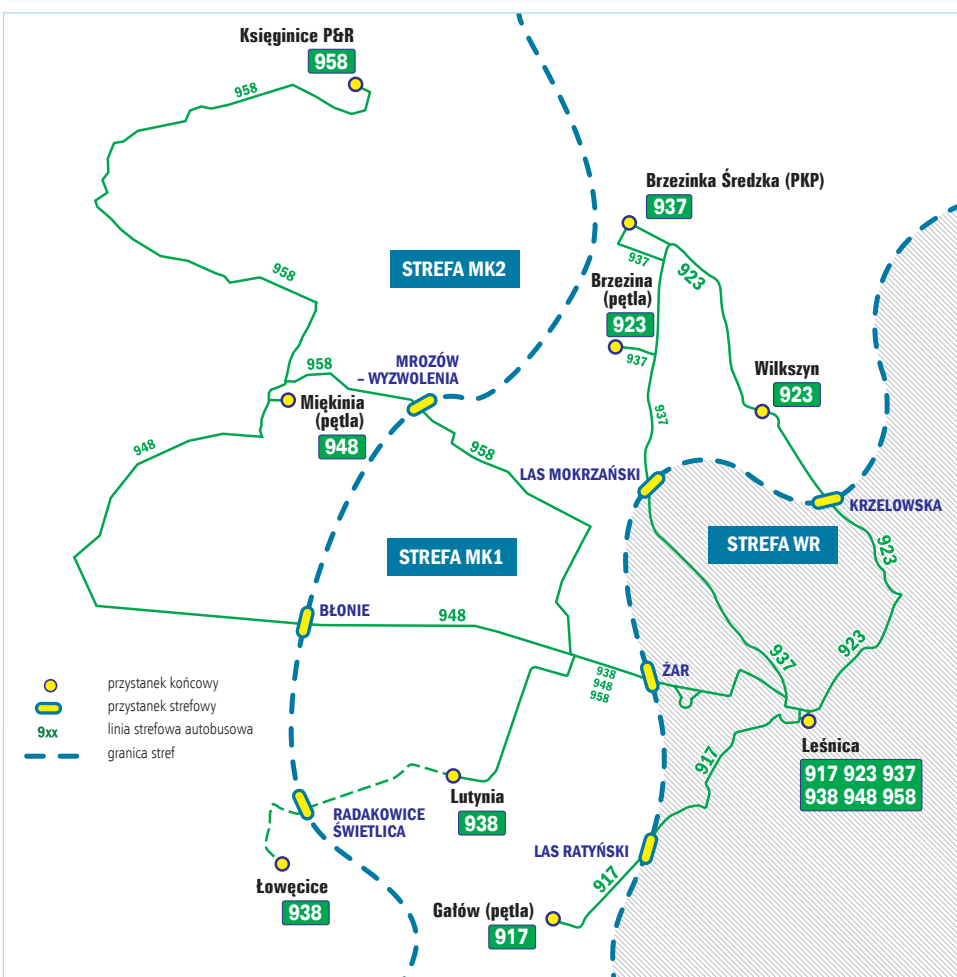 Księginice P&R
958
958
Brzezinka Średzka (PKP)
937
STREFA MK2
937
923
958
Brzezina
(pętla)
923
937
958
MROZÓW
– WYZWOLENIA
Wilkszyn
923
Miękinia
(pętla)
948
937
948
958
LAS MOKRZAŃSKI
KRZELOWSKA
STREFA MK1
STREFA WR
923
BŁONIE
948
923
937
938
948
958
ŻAR
przystanek końcowy
przystanek strefowy
9xx linia strefowa autobusowa
granica stref
917
Leśnica
917 923 937
938 948 958
Lutynia
938
RADAKOWICE
ŚWIETLICA
LAS RATYŃSKI
917
Łowęcice
938
Gałów (pętla)
917